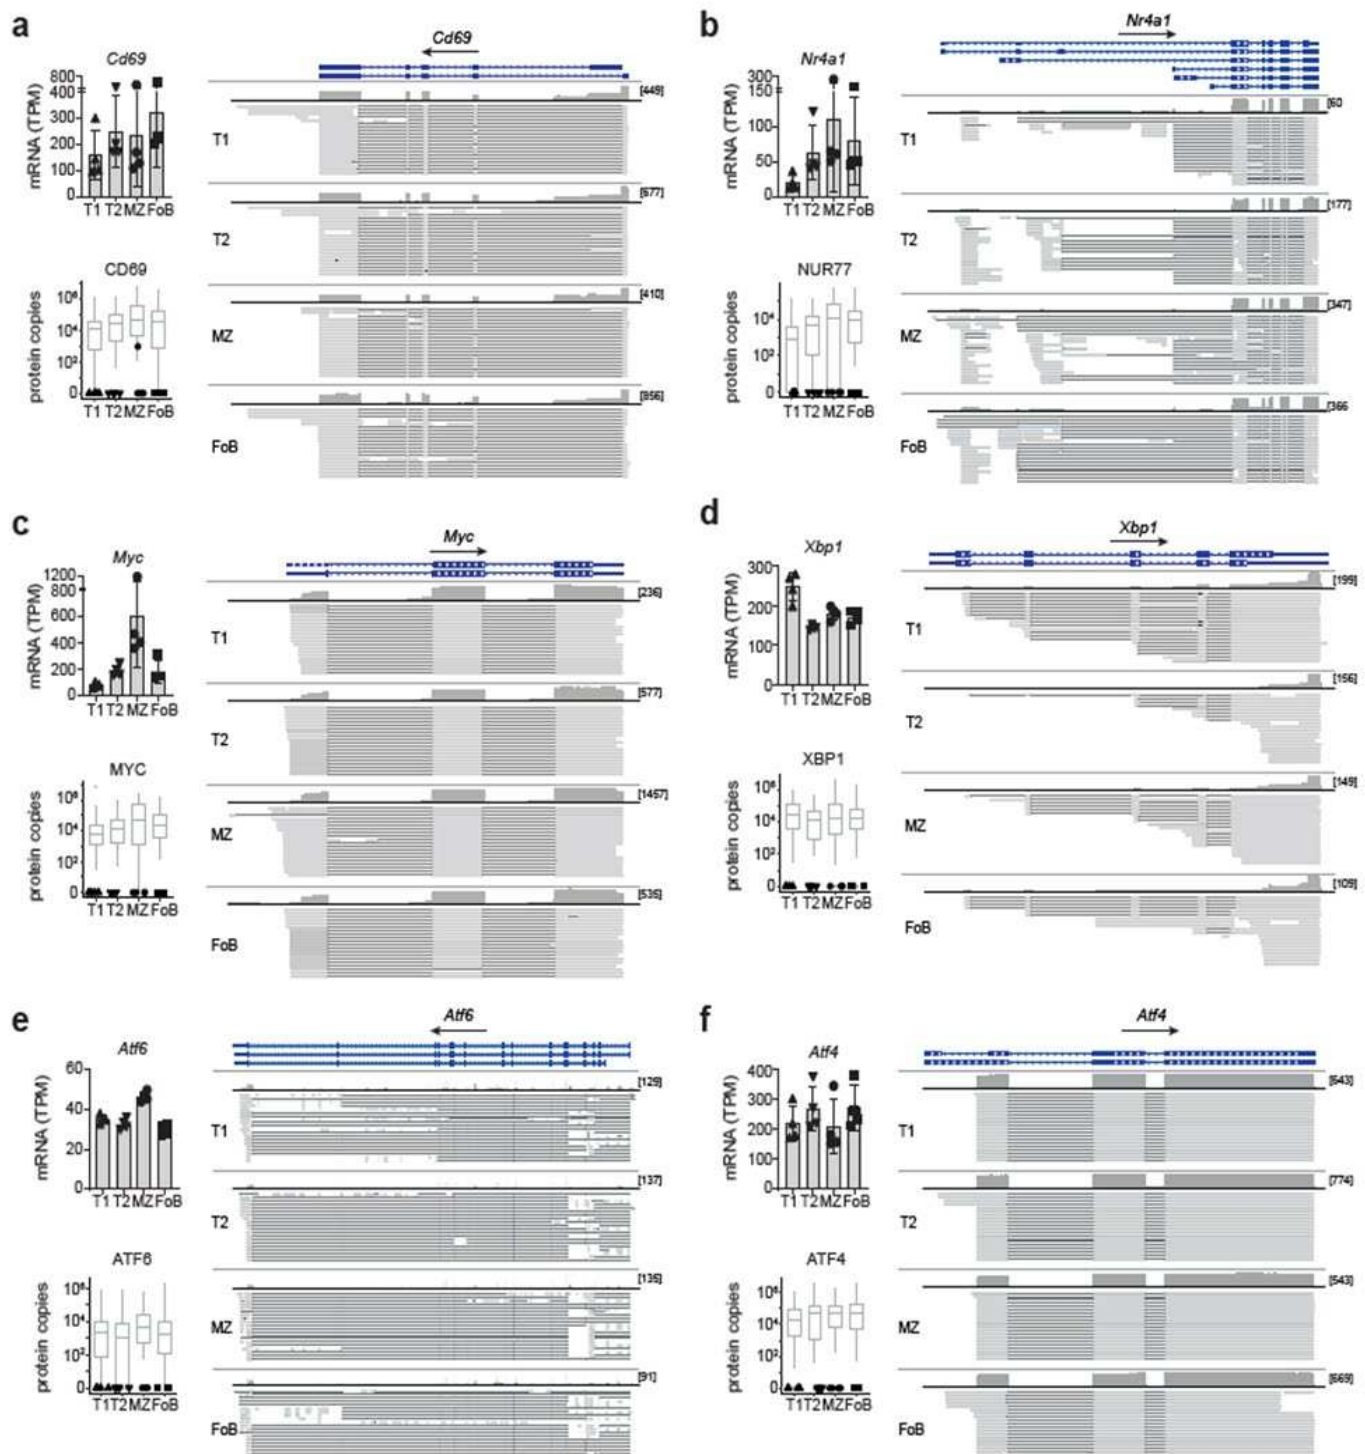 a
Cd69
mRNA (TPM)
800
400
300
200
100
0
T1 T2 MZ FoB
CD69
protein copies
10⁶
10⁴
10²
0
T1 T2 MZ FoB
Cd69
[449]
T1
[577]
T2
[410]
MZ
[856]
FoB
b
Nr4a1
mRNA (TPM)
300
150
100
50
0
T1 T2 MZ FoB
NUR77
protein copies
10⁴
10²
0
T1 T2 MZ FoB
Nr4a1
[60
T1
[177]
T2
[347]
MZ
[366
FoB
c
Myc
mRNA (TPM)
1200
800
600
400
200
0
T1 T2 MZ FoB
MYC
protein copies
10⁶
10⁴
10²
0
T1 T2 MZ FoB
Myc
[236]
T1
[577]
T2
[1457]
MZ
[535]
FoB
d
Xbp1
mRNA (TPM)
300
200
100
0
T1 T2 MZ FoB
XBP1
protein copies
10⁶
10⁴
10²
0
T1 T2 MZ FoB
Xbp1
[199]
T1
[156]
T2
[149]
MZ
[109]
FoB
e
Atf6
mRNA (TPM)
60
40
20
0
T1 T2 MZ FoB
ATF6
protein copies
10⁶
10⁴
10²
0
T1 T2 MZ FoB
Atf6
[129]
T1
[137]
T2
[135]
MZ
[91]
FoB
f
Atf4
mRNA (TPM)
400
300
200
100
0
T1 T2 MZ FoB
ATF4
protein copies
10⁶
10⁴
10²
0
T1 T2 MZ FoB
Atf4
[543]
T1
[774]
T2
[543]
MZ
[669]
FoB